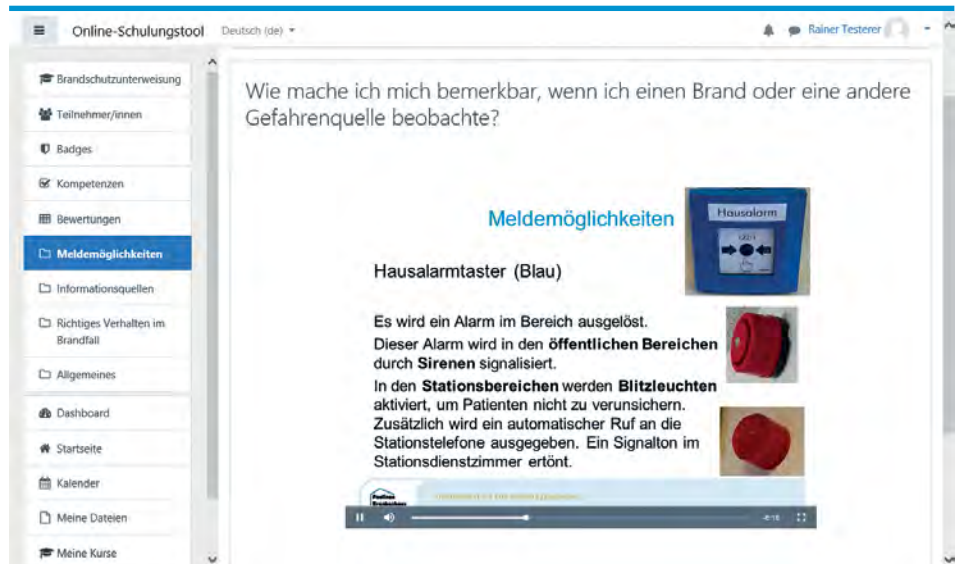 Online-Schulungstool
Deutsch (de)
Rainer Testerer
Brandschutzunterweisung
Teilnehmer/innen
Badges
Kompetenzen
Bewertungen
Meldemöglichkeiten
Informationsquellen
Richtiges Verhalten im
Brandfall
Allgemeines
Dashboard
Startseite
Kalender
Meine Dateien
Meine Kurse
Wie mache ich mich bemerkbar, wenn ich einen Brand oder eine andere
Gefahrenquelle beobachte?
Meldemöglichkeiten
Hausalarm
Hausalarmtaster (Blau)
Es wird ein Alarm im Bereich ausgelöst.
Dieser Alarm wird in den öffentlichen Bereichen
durch Sirenen signalisiert.
In den Stationsbereichen werden Blitzleuchten
aktiviert, um Patienten nicht zu verunsichern.
Zusätzlich wird ein automatischer Ruf an die
Stationstelefone ausgegeben. Ein Signalton im
Stationsdienstzimmer ertönt.